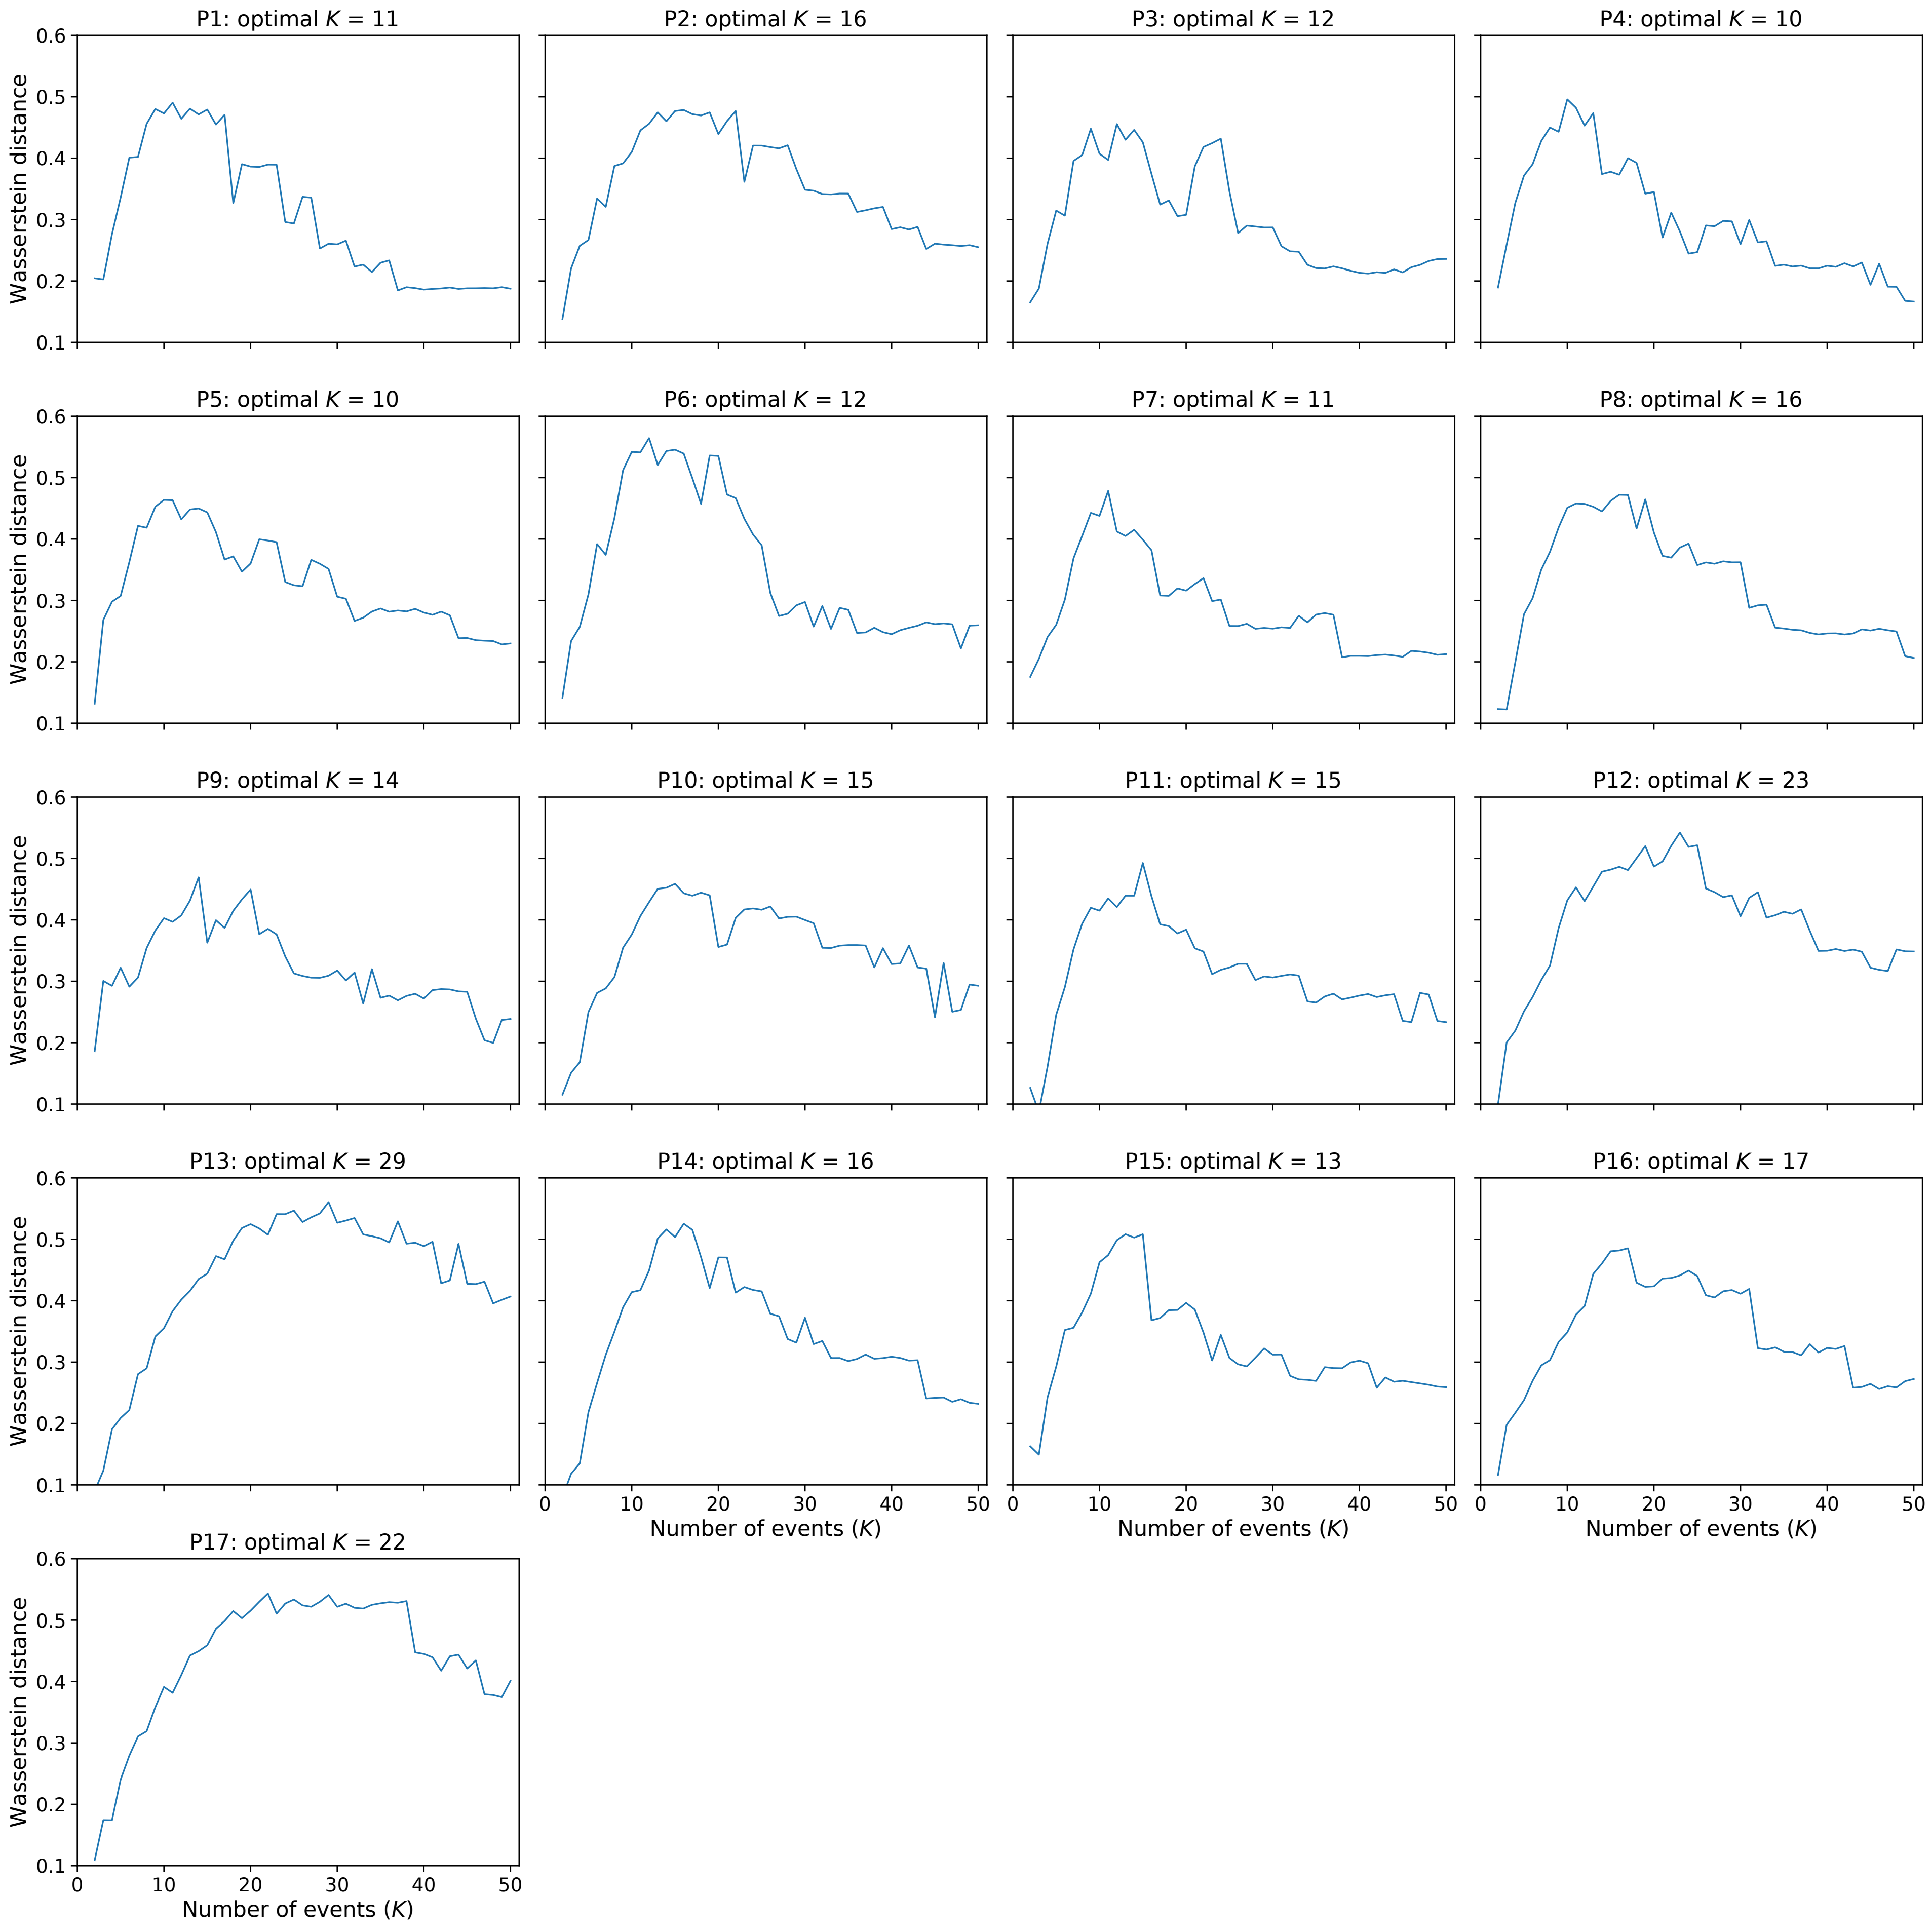 P1: optimal K = 11
P2: optimal K = 16
P3: optimal K = 12
P4: optimal K = 10
0.6
0.5
0.4
0.3
0.2
0.1
Wasserstein distance
P5: optimal K = 10
P6: optimal K = 12
P7: optimal K = 11
P8: optimal K = 16
0.6
0.5
0.4
0.3
0.2
0.1
Wasserstein distance
P9: optimal K = 14
P10: optimal K = 15
P11: optimal K = 15
P12: optimal K = 23
0.6
0.5
0.4
0.3
0.2
0.1
Wasserstein distance
P13: optimal K = 29
P14: optimal K = 16
P15: optimal K = 13
P16: optimal K = 17
0.6
0.5
0.4
0.3
0.2
0.1
Wasserstein distance
0 10 20 30 40 50
Number of events (K)
0 10 20 30 40 50
Number of events (K)
0 10 20 30 40 50
Number of events (K)
P17: optimal K = 22
0.6
0.5
0.4
0.3
0.2
0.1
Wasserstein distance
0 10 20 30 40 50
Number of events (K)